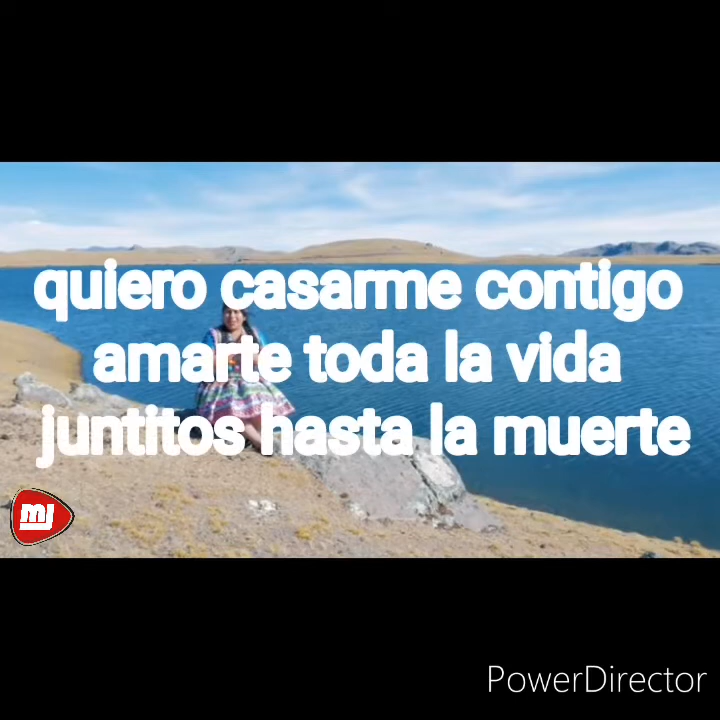 quiero casarme contigo
amarte toda la vida
juntitos hasta la muerte
MJ
PowerDirector